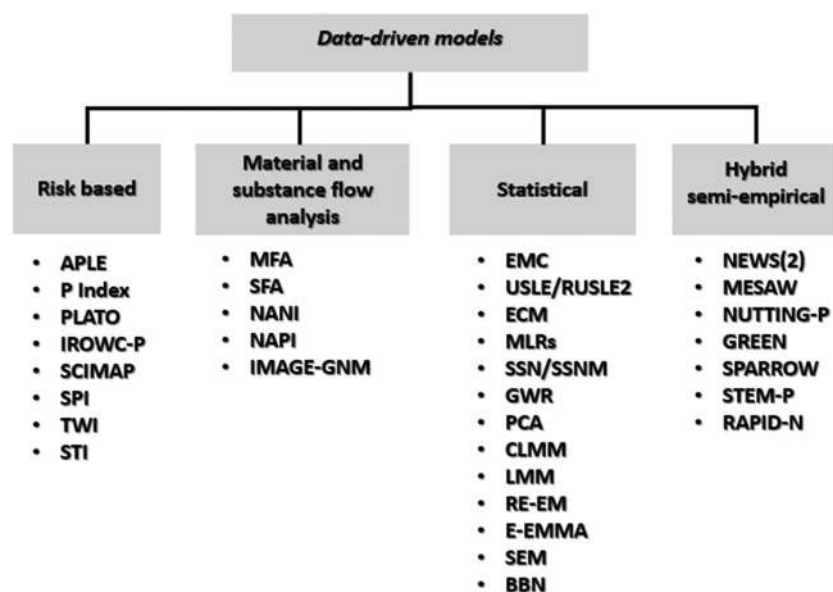 Data-driven models
Risk based
• APLE
• P Index
• PLATO
• IROWC-P
• SCIMAP
• SPI
• TWI
• STI
Material and
substance flow
analysis
• MFA
• SFA
• NANI
• NAPI
• IMAGE-GNM
Statistical
• EMC
• USLE/RUSLE2
• ECM
• MLRs
• SSN/SSNM
• GWR
• PCA
• CLMM
• LMM
• RE-EM
• E-EMMA
• SEM
• BBN
Hybrid
semi-empirical
• NEWS(2)
• MESAW
• NUTTING-P
• GREEN
• SPARROW
• STEM-P
• RAPID-N